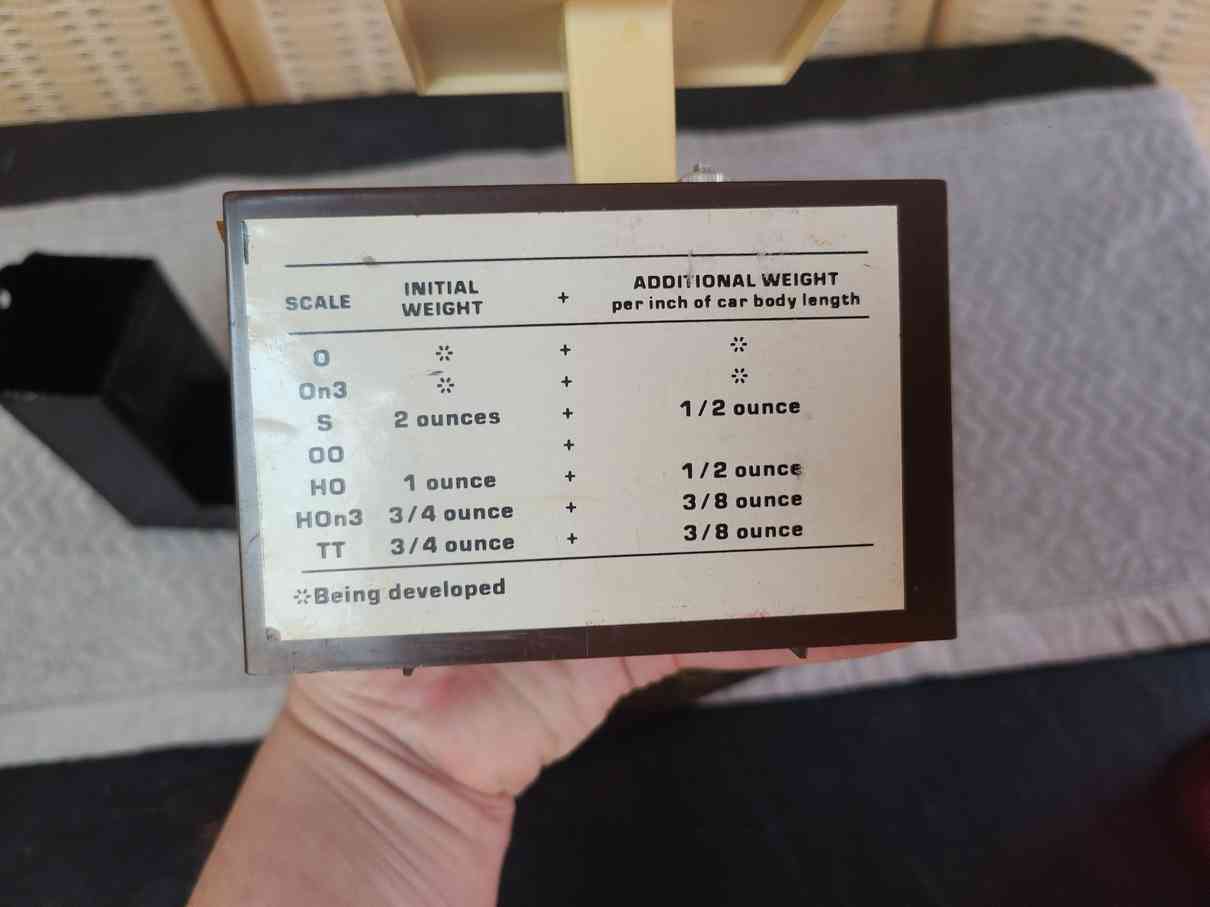 SCALE INITIAL WEIGHT + ADDITIONAL WEIGHT per inch of car body length
O ⁛ + ⁛
On3 ⁛ + ⁛
S 2 ounces + 1/2 ounce
OO +
HO 1 ounce + 1/2 ounce
HOn3 3/4 ounce + 3/8 ounce
TT 3/4 ounce + 3/8 ounce
⁛Being developed